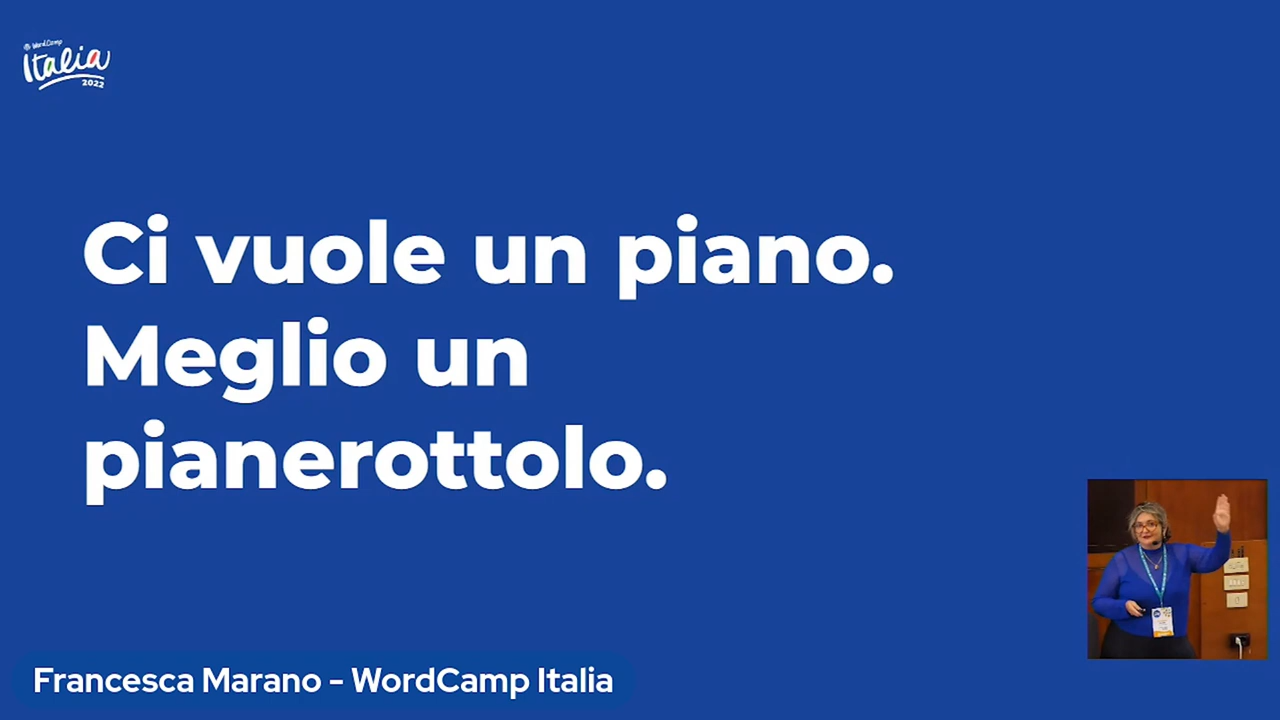 WordCamp
Italia
2022
Ci vuole un piano.
Meglio un
pianerottolo.
Francesca Marano - WordCamp Italia